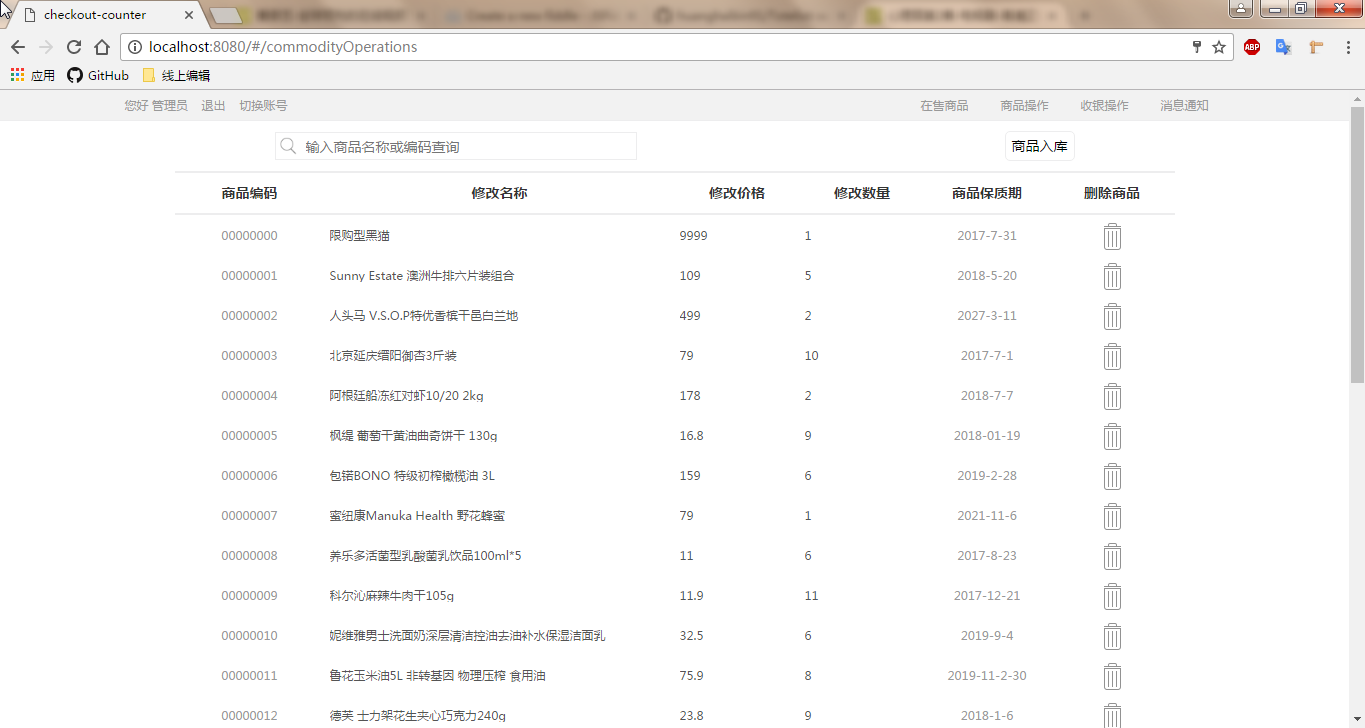 checkout-counter
localhost:8080/#/commodityOperations
ABP
应用 GitHub 线上编辑
您好 管理员 退出 切换账号 在售商品 商品操作 收银操作 消息通知
输入商品名称或编码查询 商品入库
商品编码 修改名称 修改价格 修改数量 商品保质期 删除商品
00000000 限购型黑猫 9999 1 2017-7-31
00000001 Sunny Estate 澳洲牛排六片装组合 109 5 2018-5-20
00000002 人头马 V.S.O.P特优香槟干邑白兰地 499 2 2027-3-11
00000003 北京延庆缙阳御杏3斤装 79 10 2017-7-1
00000004 阿根廷船冻红对虾10/20 2kg 178 2 2018-7-7
00000005 枫缇 葡萄干黄油曲奇饼干 130g 16.8 9 2018-01-19
00000006 包锘BONO 特级初榨橄榄油 3L 159 6 2019-2-28
00000007 蜜纽康Manuka Health 野花蜂蜜 79 1 2021-11-6
00000008 养乐多活菌型乳酸菌乳饮品100ml*5 11 6 2017-8-23
00000009 科尔沁麻辣牛肉干105g 11.9 11 2017-12-21
00000010 妮维雅男士洗面奶深层清洁控油去油补水保湿洁面乳 32.5 6 2019-9-4
00000011 鲁花玉米油5L 非转基因 物理压榨 食用油 75.9 8 2019-11-2-30
00000012 德芙 士力架花生夹心巧克力240g 23.8 9 2018-1-6